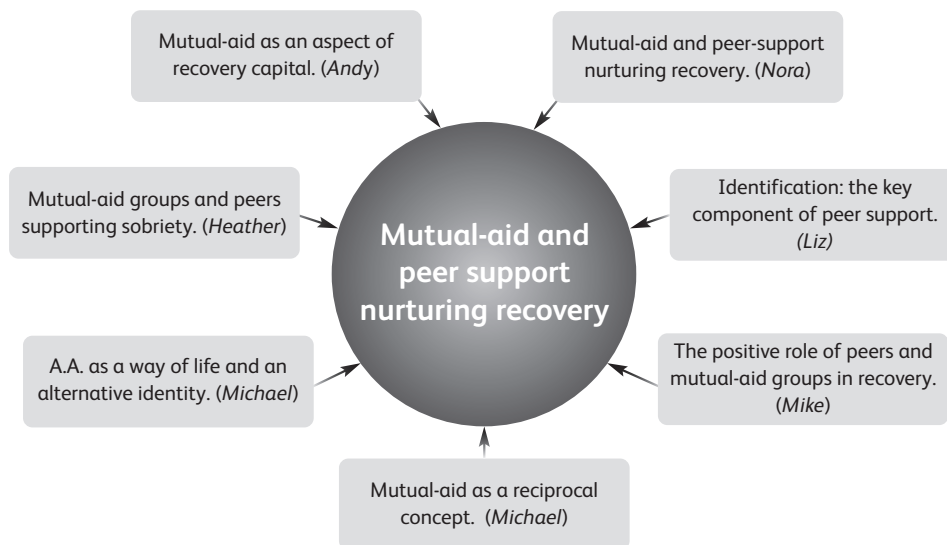 Mutual-aid as an aspect of
recovery capital. (Andy)
Mutual-aid and peer-support
nurturing recovery. (Nora)
Mutual-aid groups and peers
supporting sobriety. (Heather)
Identification: the key
component of peer support.
(Liz)
Mutual-aid and
peer support
nurturing recovery
A.A. as a way of life and an
alternative identity. (Michael)
The positive role of peers and
mutual-aid groups in recovery.
(Mike)
Mutual-aid as a reciprocal
concept. (Michael)